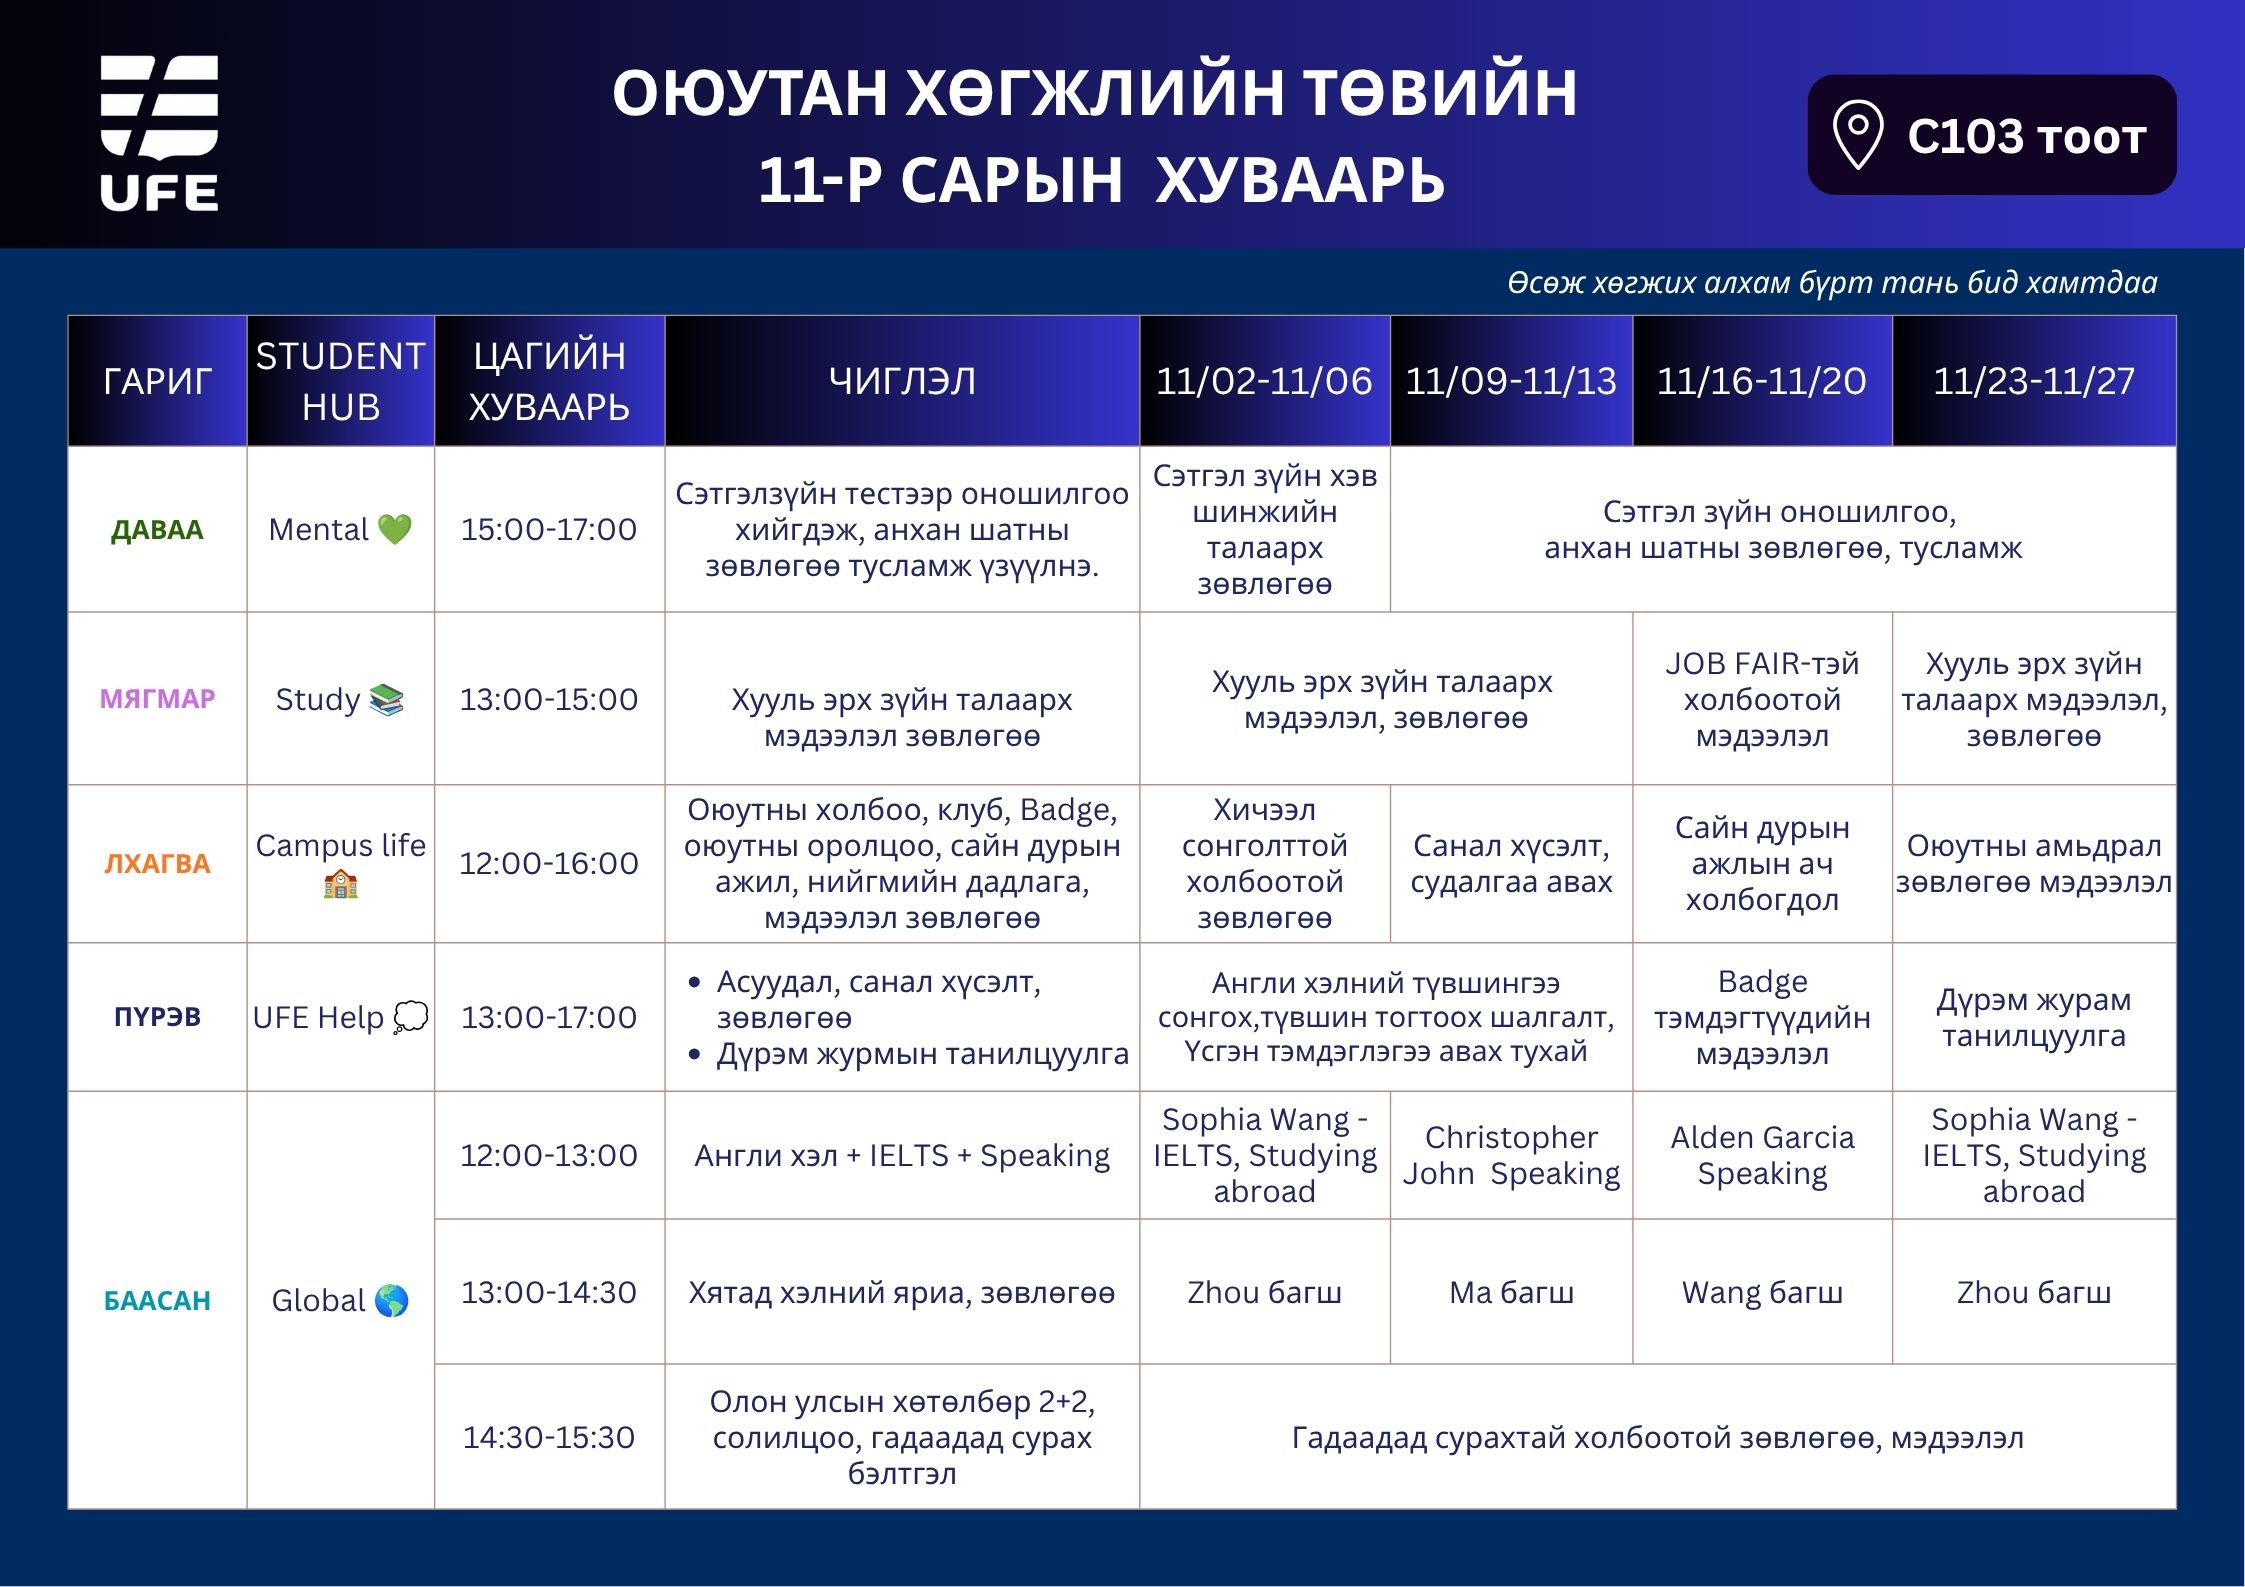 UFE
ОЮУТАН ХӨГЖЛИЙН ТӨВИЙН
11-Р САРЫН ХУВААРЬ
C103 тоот
Өсөж хөгжих алхам бүрт тань бид хамтдаа
ГАРИГ
STUDENT
HUB
ЦАГИЙН
ХУВААРЬ
ЧИГЛЭЛ
11/02-11/06
11/09-11/13
11/16-11/20
11/23-11/27
ДАВАА
Mental 💚
15:00-17:00
Сэтгэлзүйн тестээр оношилгоо
хийгдэж, анхан шатны
зөвлөгөө тусламж үзүүлнэ.
Сэтгэл зүйн хэв
шинжийн
талаарх
зөвлөгөө
Сэтгэл зүйн оношилгоо,
анхан шатны зөвлөгөө, тусламж
МЯГМАР
Study 📚
13:00-15:00
Хууль эрх зүйн талаарх
мэдээлэл зөвлөгөө
Хууль эрх зүйн талаарх
мэдээлэл, зөвлөгөө
JOB FAIR-тэй
холбоотой
мэдээлэл
Хууль эрх зүйн
талаарх мэдээлэл,
зөвлөгөө
ЛХАГВА
Campus life
🏫
12:00-16:00
Оюутны холбоо, клуб, Badge,
оюутны оролцоо, сайн дурын
ажил, нийгмийн дадлага,
мэдээлэл зөвлөгөө
Хичээл
сонголттой
холбоотой
зөвлөгөө
Санал хүсэлт,
судалгаа авах
Сайн дурын
ажлын ач
холбогдол
Оюутны амьдрал
зөвлөгөө мэдээлэл
ПҮРЭВ
UFE Help 💭
13:00-17:00
• Асуудал, санал хүсэлт,
зөвлөгөө
• Дүрэм журмын танилцуулга
Англи хэлний түвшингээ
сонгох,түвшин тогтоох шалгалт,
Үсгэн тэмдэглэгээ авах тухай
Badge
тэмдэгтүүдийн
мэдээлэл
Дүрэм журам
танилцуулга
БААСАН
Global 🌎
12:00-13:00
Англи хэл + IELTS + Speaking
Sophia Wang -
IELTS, Studying
abroad
Christopher
John Speaking
Alden Garcia
Speaking
Sophia Wang -
IELTS, Studying
abroad
13:00-14:30
Хятад хэлний яриа, зөвлөгөө
Zhou багш
Ma багш
Wang багш
Zhou багш
14:30-15:30
Олон улсын хөтөлбөр 2+2,
солилцоо, гадаадад сурах
бэлтгэл
Гадаадад сурахтай холбоотой зөвлөгөө, мэдээлэл